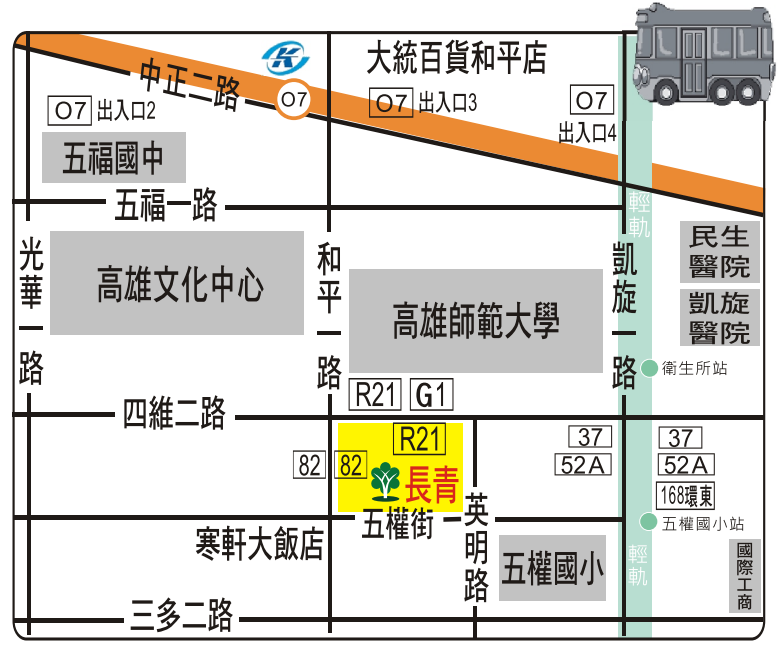 大統百貨和平店
中正二路
O7
O7 出入口2
O7 出入口3
O7
出入口4
五福國中
五福一路
輕軌
光華一路
高雄文化中心
和平一路
高雄師範大學
凱旋一路
民生
醫院
凱旋
醫院
衛生所站
R21 G1
四維二路
R21
82
82
長青
37
52A
37
52A
168環東
五權國小站
五權街
英明路
寒軒大飯店
五權國小
輕軌
國際工商
三多二路